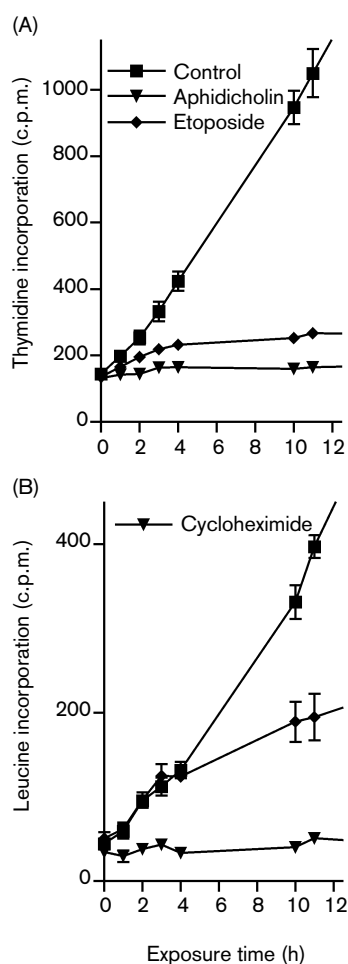 (A)
Control
Aphidicholin
Etoposide
Thymidine incorporation (c.p.m.)
1000
800
600
400
200
0
0 2 4 6 8 10 12
(B)
Cycloheximide
Leucine incorporation (c.p.m.)
400
200
0
0 2 4 6 8 10 12
Exposure time (h)